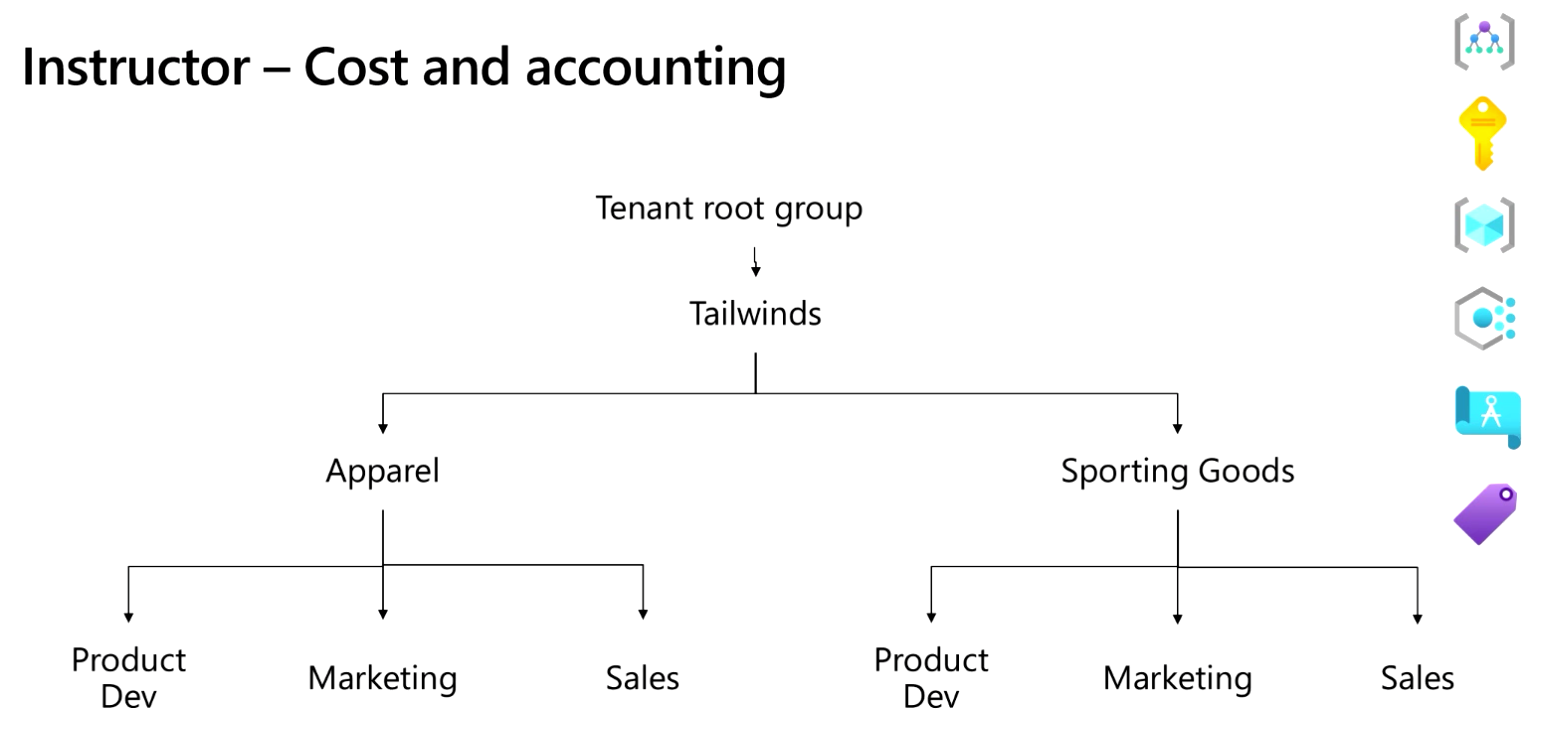 Instructor – Cost and accounting
Tenant root group
Tailwinds
Apparel
Sporting Goods
Product
Dev
Marketing
Sales
Product
Dev
Marketing
Sales